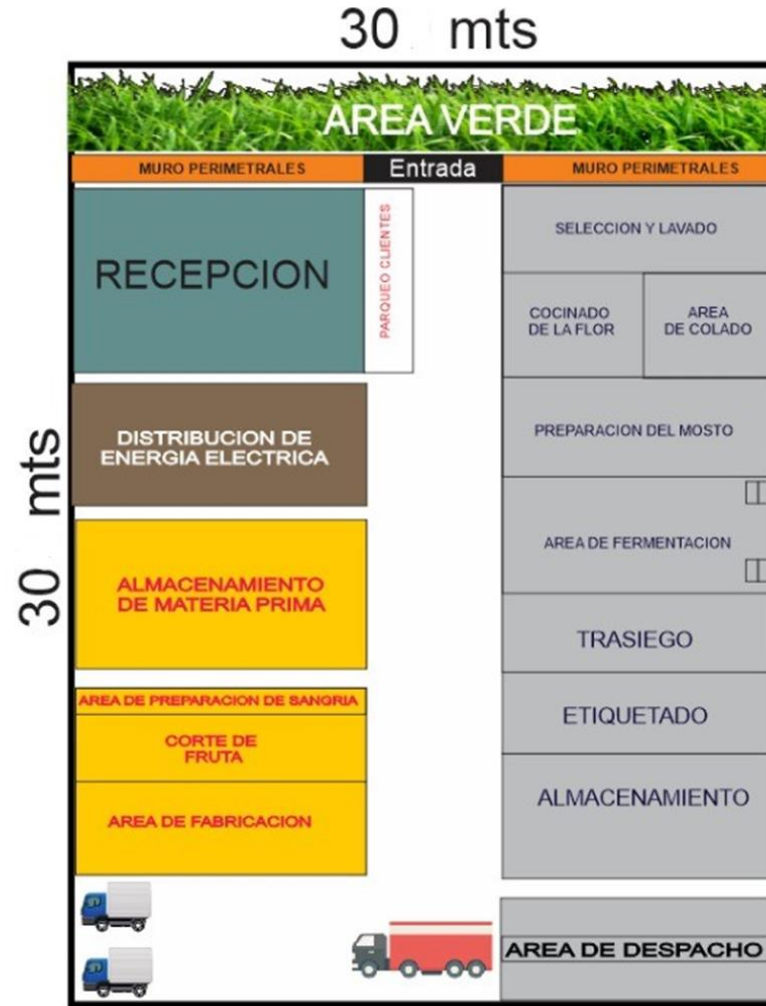 30 mts
AREA VERDE
MURO PERIMETRALES
Entrada
MURO PERIMETRALES
RECEPCION
PARQUEO CLIENTES
SELECCION Y LAVADO
COCINADO
DE LA FLOR
AREA
DE COLADO
DISTRIBUCION DE
ENERGIA ELECTRICA
PREPARACION DEL MOSTO
30 mts
ALMACENAMIENTO
DE MATERIA PRIMA
AREA DE FERMENTACION
TRASIEGO
AREA DE PREPARACION DE SANGRIA
CORTE DE
FRUTA
AREA DE FABRICACION
ETIQUETADO
ALMACENAMIENTO
AREA DE DESPACHO